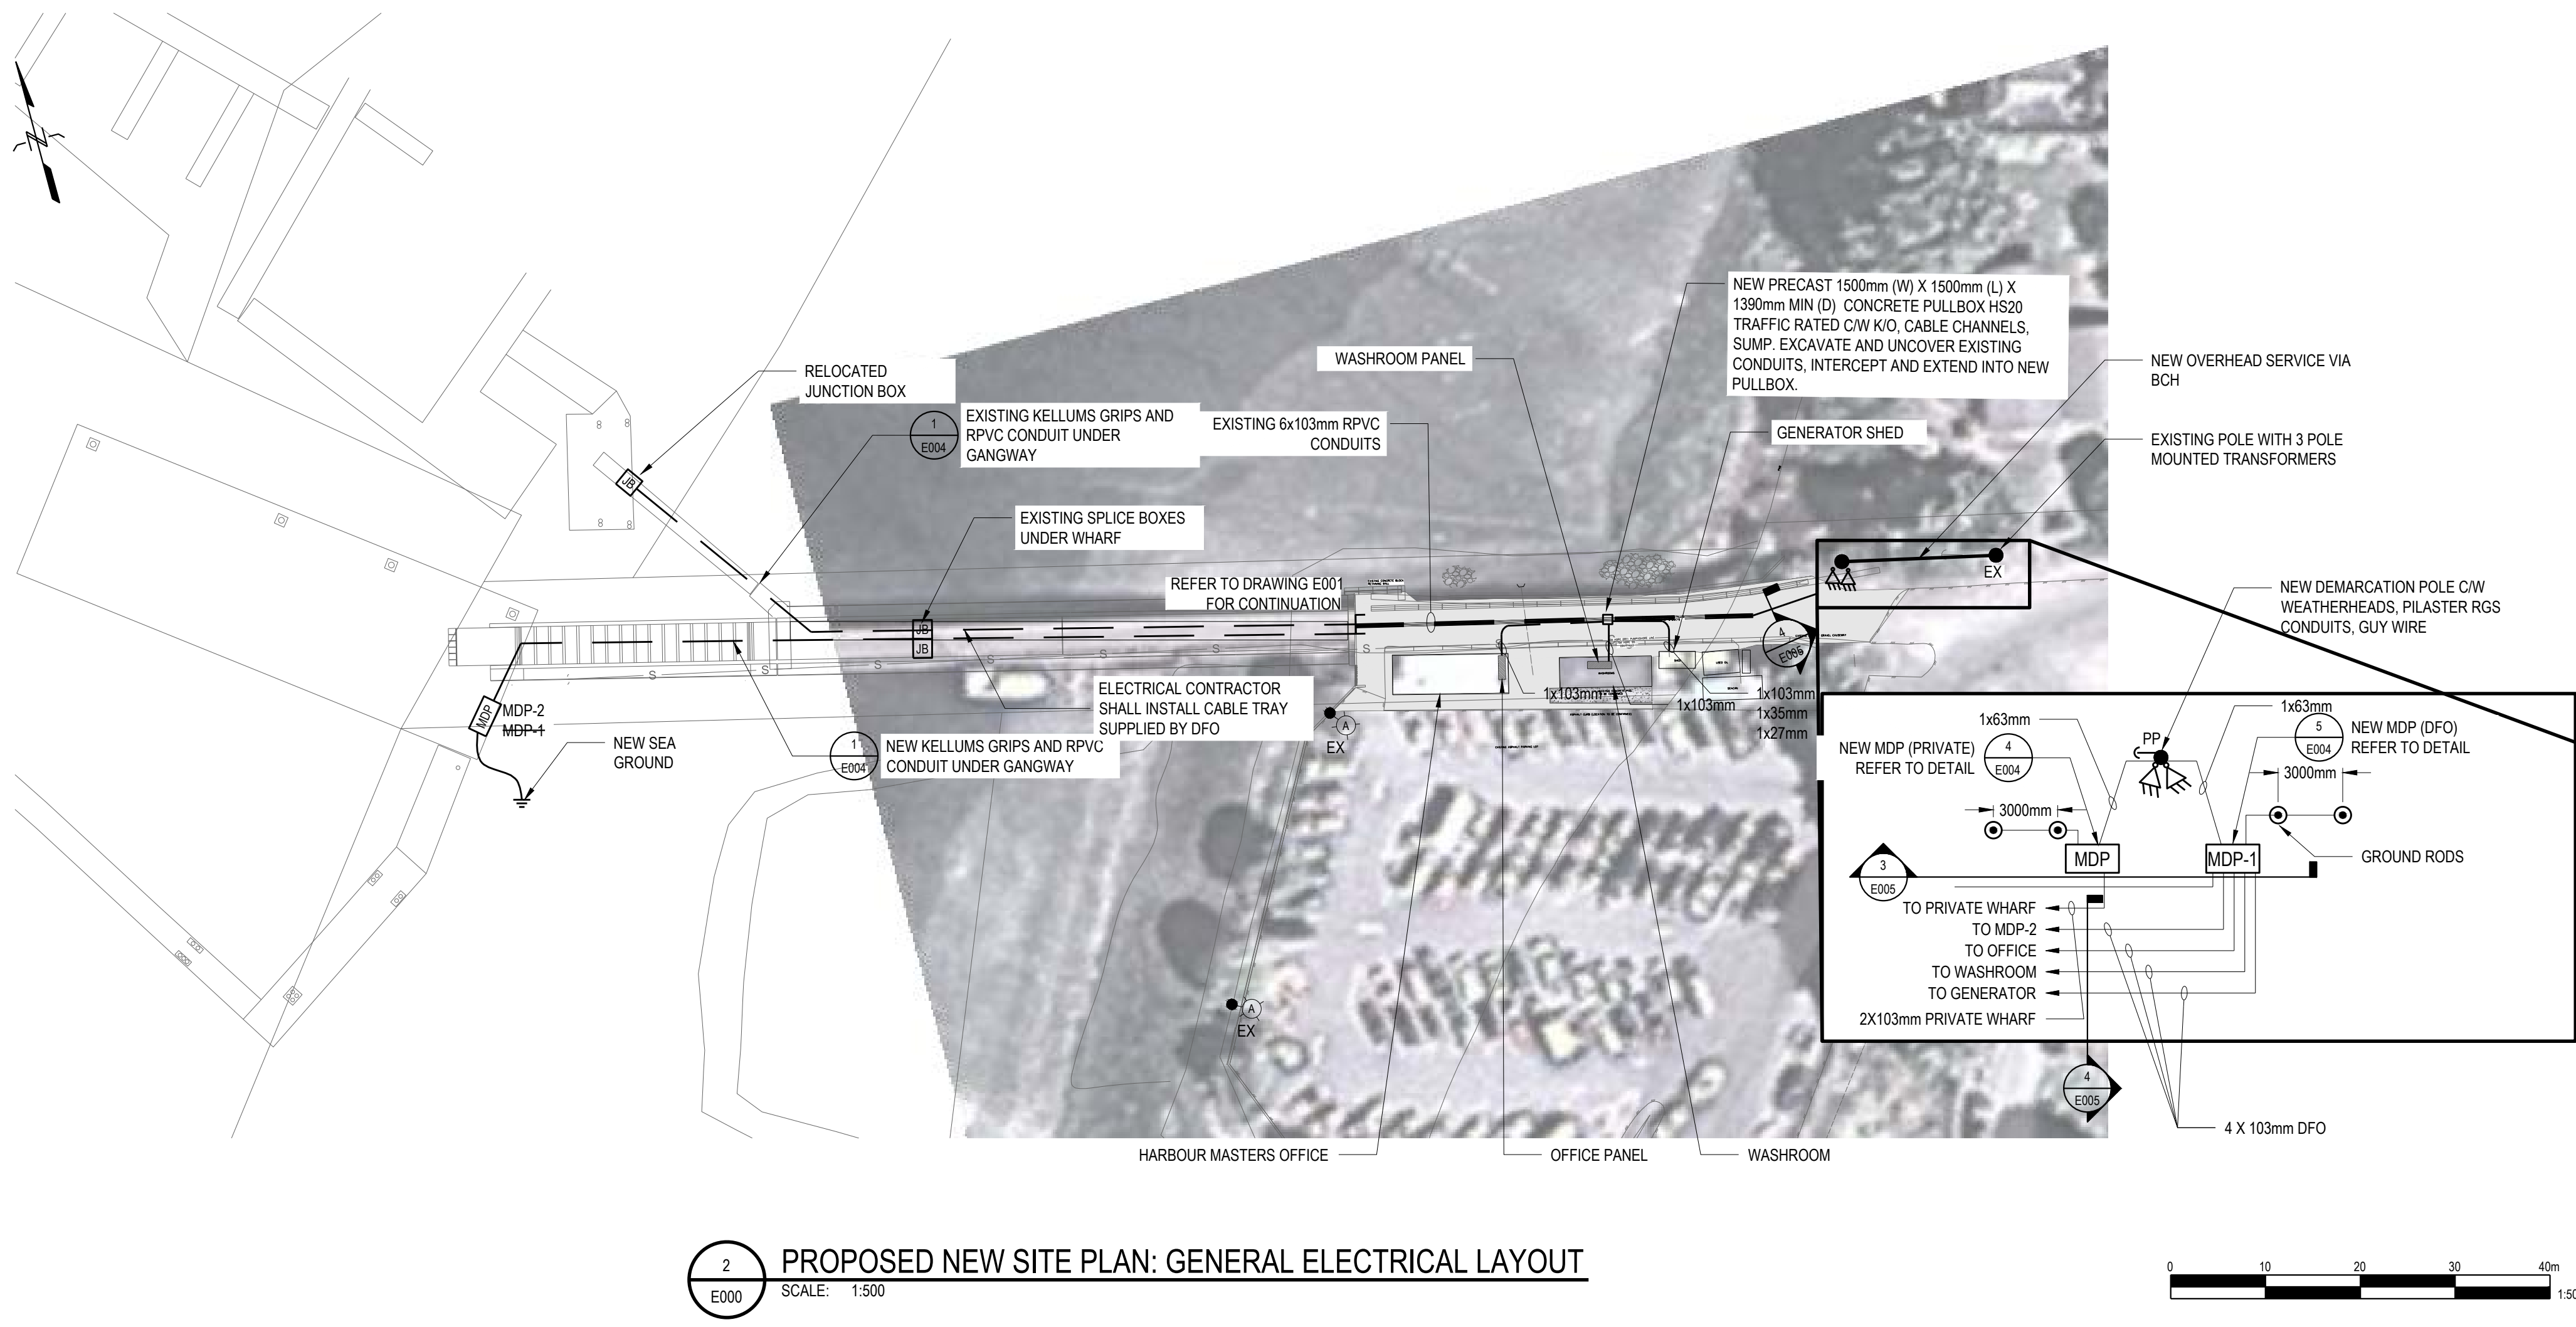 NEW PRECAST 1500mm (W) X 1500mm (L) X
1390mm MIN (D) CONCRETE PULLBOX HS20
TRAFFIC RATED C/W K/O, CABLE CHANNELS,
SUMP. EXCAVATE AND UNCOVER EXISTING
CONDUITS, INTERCEPT AND EXTEND INTO NEW
PULLBOX.
WASHROOM PANEL
RELOCATED
JUNCTION BOX
NEW OVERHEAD SERVICE VIA
BCH
1
E004
EXISTING KELLUMS GRIPS AND
RPVC CONDUIT UNDER
GANGWAY
EXISTING 6x103mm RPVC
CONDUITS
GENERATOR SHED
EXISTING POLE WITH 3 POLE
MOUNTED TRANSFORMERS
JB
EXISTING SPLICE BOXES
UNDER WHARF
REFER TO DRAWING E001
FOR CONTINUATION
EX
NEW DEMARCATION POLE C/W
WEATHERHEADS, PILASTER RGS
CONDUITS, GUY WIRE
JB
JB
4
E005
S
S
S
S
S
S
S
MDP
MDP-2
MDP-1
NEW SEA
GROUND
ELECTRICAL CONTRACTOR
SHALL INSTALL CABLE TRAY
SUPPLIED BY DFO
1
E004
NEW KELLUMS GRIPS AND RPVC
CONDUIT UNDER GANGWAY
A
EX
1x103mm
1x103mm
1x103mm
1x35mm
1x27mm
1x63mm
1x63mm
NEW MDP (PRIVATE)
REFER TO DETAIL
4
E004
PP
5
E004
NEW MDP (DFO)
REFER TO DETAIL
3000mm
3000mm
MDP
MDP-1
GROUND RODS
3
E005
TO PRIVATE WHARF
TO MDP-2
TO OFFICE
TO WASHROOM
TO GENERATOR
2X103mm PRIVATE WHARF
A
EX
4
E005
4 X 103mm DFO
HARBOUR MASTERS OFFICE
OFFICE PANEL
WASHROOM
2
E000
PROPOSED NEW SITE PLAN: GENERAL ELECTRICAL LAYOUT
SCALE: 1:500
0 10 20 30 40m